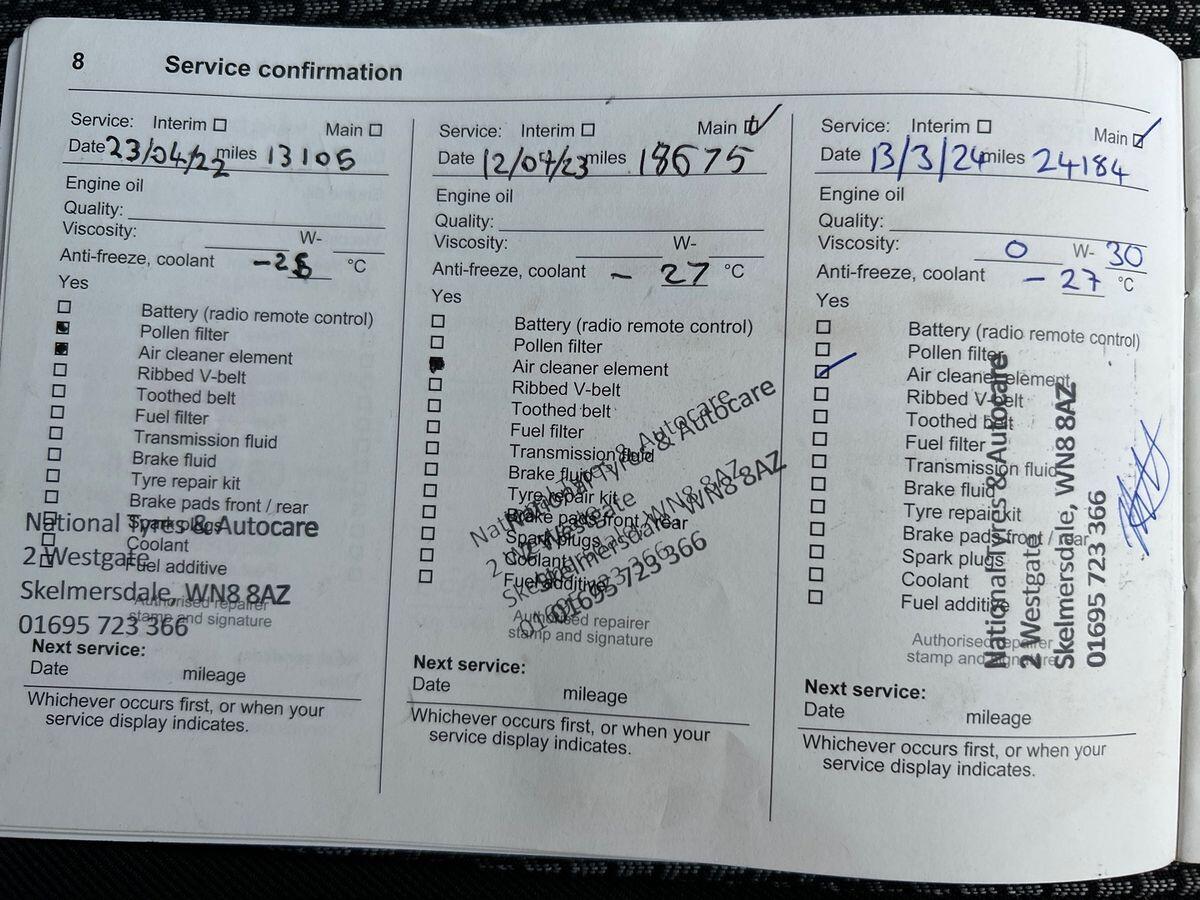 8 Service confirmation
Service: Interim Main
Date 23/04/22 miles 13105
Engine oil
Quality:
Viscosity: W-
Anti-freeze, coolant °C
Yes
Battery (radio remote control)
Pollen filter
Air cleaner element
Ribbed V-belt
Toothed belt
Fuel filter
Transmission fluid
Brake fluid
Tyre repair kit
Brake pads front / rear
Spark plugs
Coolant
Fuel additive
National Tyres & Autocare
2 Westgate
Skelmersdale, WN8 8AZ
01695 723 366
Authorised repairer
stamp and signature
Next service:
Date mileage
Whichever occurs first, or when your
service display indicates.
Service: Interim Main
Date 12/04/23 miles 18675
Engine oil
Quality:
Viscosity: W-
Anti-freeze, coolant - 27 °C
Yes
Battery (radio remote control)
Pollen filter
Air cleaner element
Ribbed V-belt
Toothed belt
Fuel filter
Transmission fluid
Brake fluid
Tyre repair kit
Brake pads front / rear
Spark plugs
Coolant
Fuel additive
National Tyres & Autocare
2 Westgate
Skelmersdale, WN8 8AZ
01695 723 366
Authorised repairer
stamp and signature
Next service:
Date mileage
Whichever occurs first, or when your
service display indicates.
Service: Interim Main
Date 13/3/24 miles 24184
Engine oil
Quality:
Viscosity: 0 W- 30
Anti-freeze, coolant - 27 °C
Yes
Battery (radio remote control)
Pollen filter
Air cleaner element
Ribbed V-belt
Toothed belt
Fuel filter
Transmission fluid
Brake fluid
Tyre repair kit
Brake pads front / rear
Spark plugs
Coolant
Fuel additive
National Tyres & Autocare
2 Westgate
Skelmersdale, WN8 8AZ
01695 723 366
Authorised repairer
stamp and signature
Next service:
Date mileage
Whichever occurs first, or when your
service display indicates.